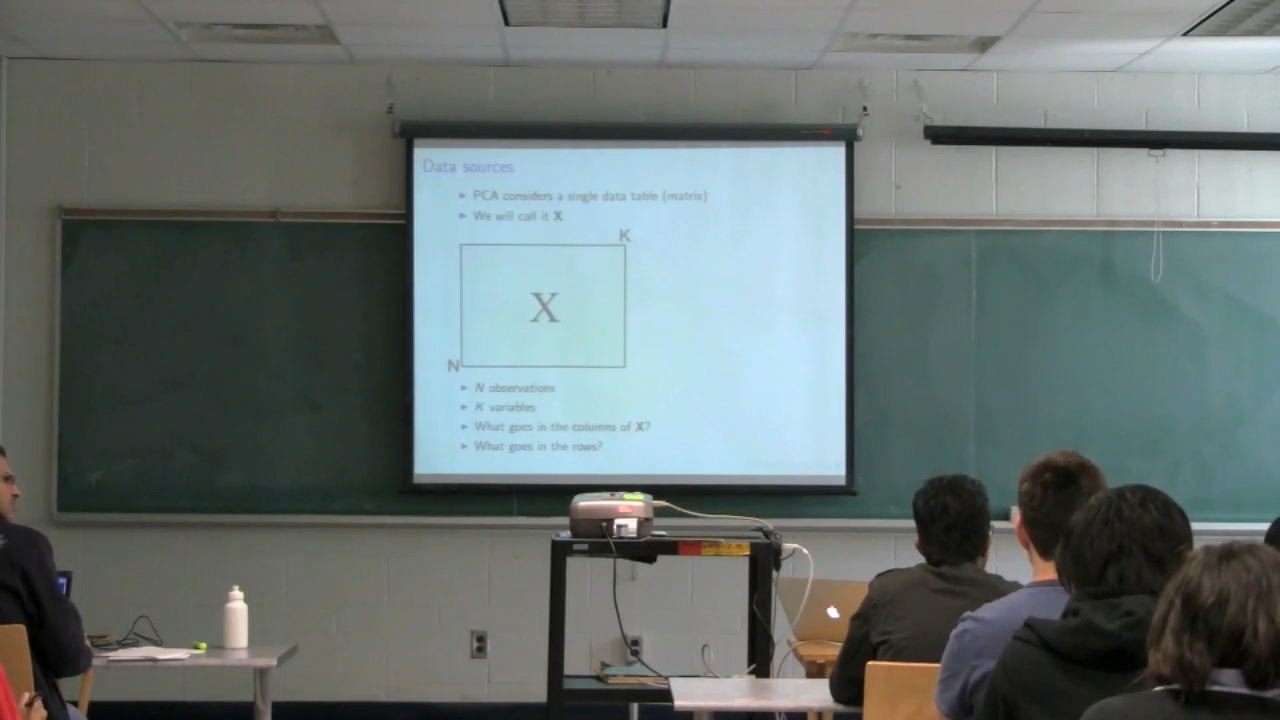 Data sources
▶ PCA considers a single data table (matrix)
▶ We will call it X
K
X
N
▶ N observations
▶ K variables
▶ What goes in the columns of X?
▶ What goes in the rows?